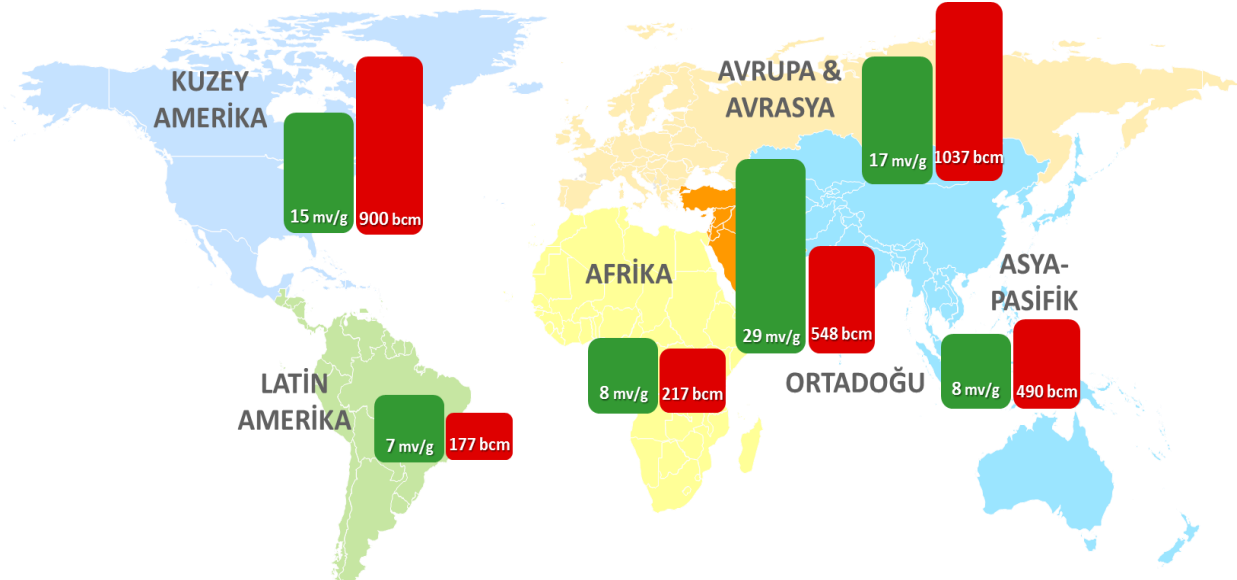 KUZEY
AMERİKA
15 mv/g
900 bcm
AVRUPA &
AVRASYA
17 mv/g
1037 bcm
AFRİKA
8 mv/g
217 bcm
29 mv/g
548 bcm
ORTADOĞU
ASYA-
PASİFİK
8 mv/g
490 bcm
LATİN
AMERİKA
7 mv/g
177 bcm